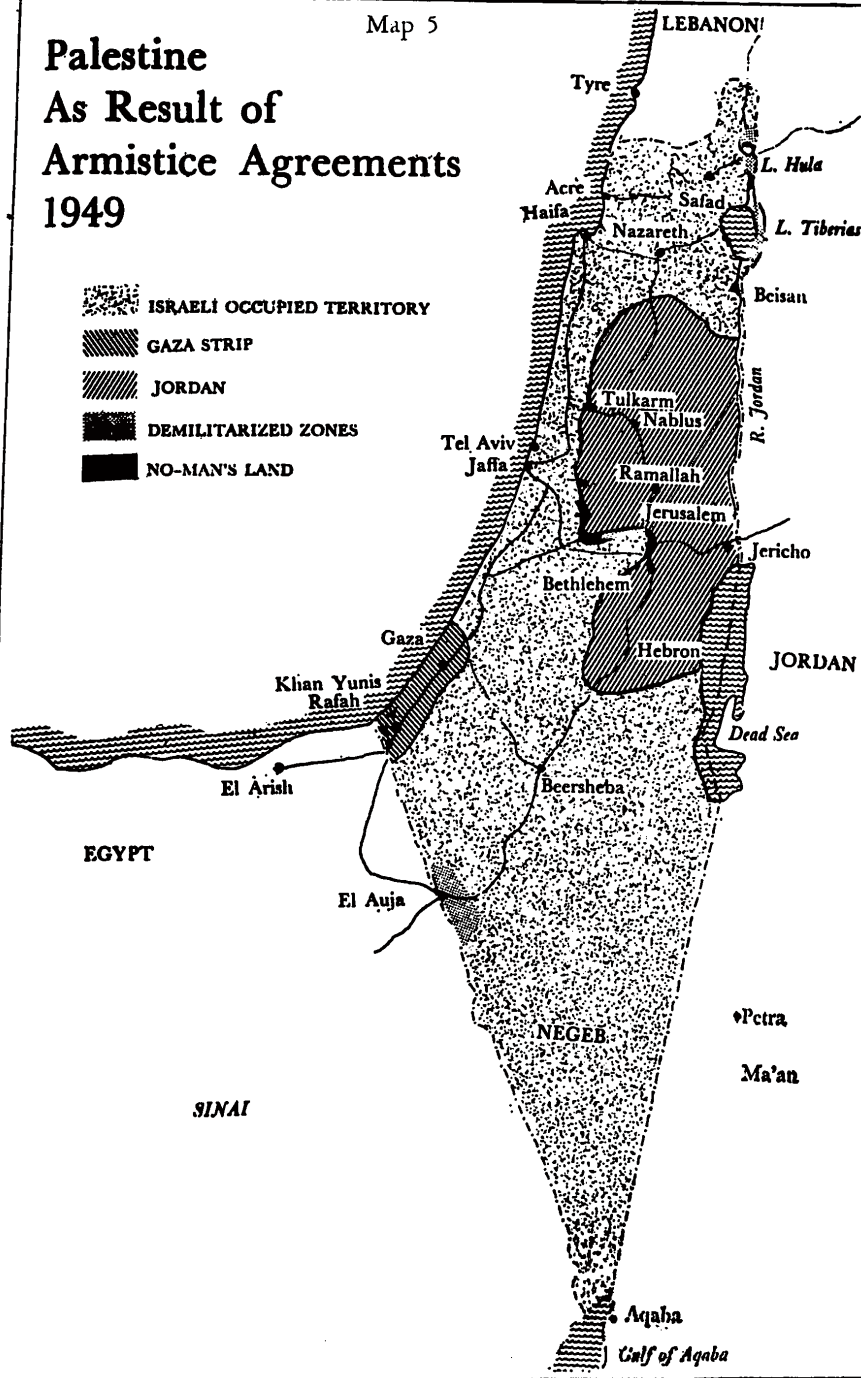 Map 5
Palestine
As Result of
Armistice Agreements
1949
ISRAELI OCCUPIED TERRITORY
GAZA STRIP
JORDAN
DEMILITARIZED ZONES
NO-MAN'S LAND
LEBANON
Tyre
L. Hula
Acre
Safad
Haifa
L. Tiberias
Nazareth
Beisan
R. Jordan
Tulkarm
Nablus
Tel Aviv
Jaffa
Ramallah
Jerusalem
Jericho
Bethlehem
Gaza
Hebron
JORDAN
Khan Yunis
Rafah
Dead Sea
El Arish
Beersheba
EGYPT
El Auja
Petra
NEGEB
Ma'an
SINAI
Aqaba
Gulf of Aqaba